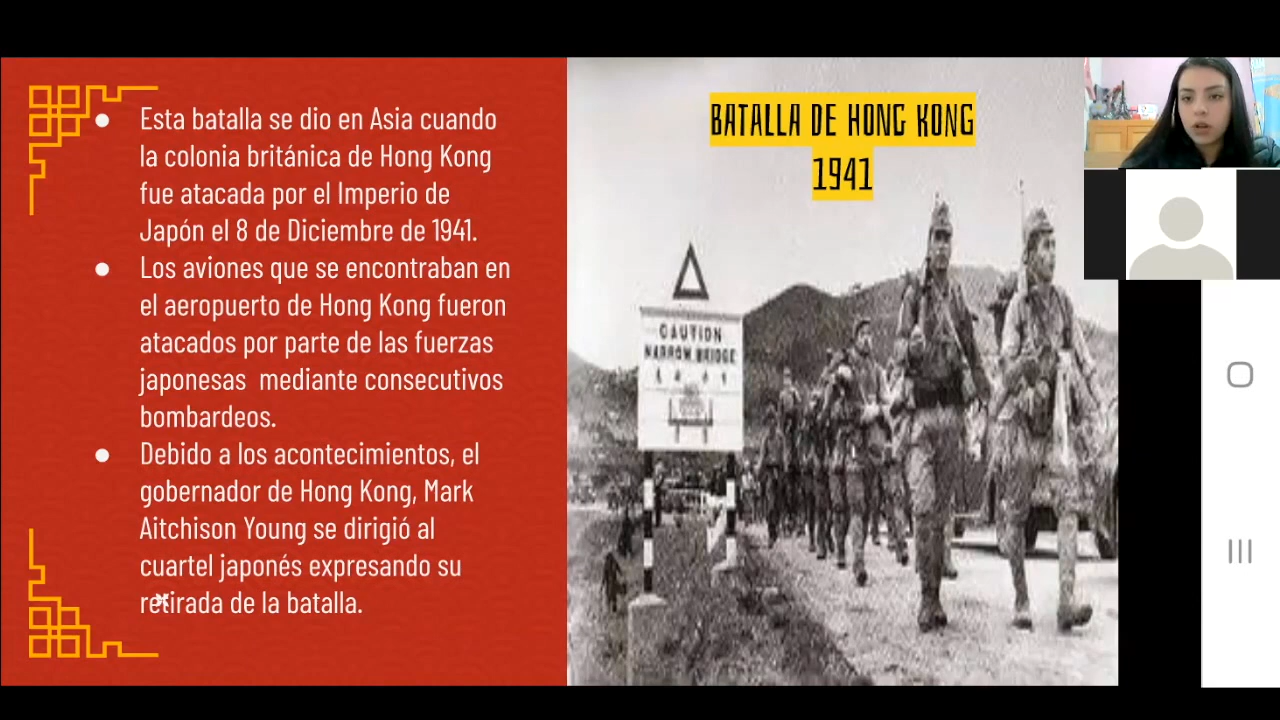 Esta batalla se dio en Asia cuando
la colonia británica de Hong Kong
fue atacada por el Imperio de
Japón el 8 de Diciembre de 1941.
Los aviones que se encontraban en
el aeropuerto de Hong Kong fueron
atacados por parte de las fuerzas
japonesas  mediante consecutivos
bombardeos.
Debido a los acontecimientos, el
gobernador de Hong Kong, Mark
Aitchison Young se dirigió al
cuartel japonés expresando su
retirada de la batalla.
BATALLA DE HONG KONG
1941
CAUTION
NARROW BRIDGE